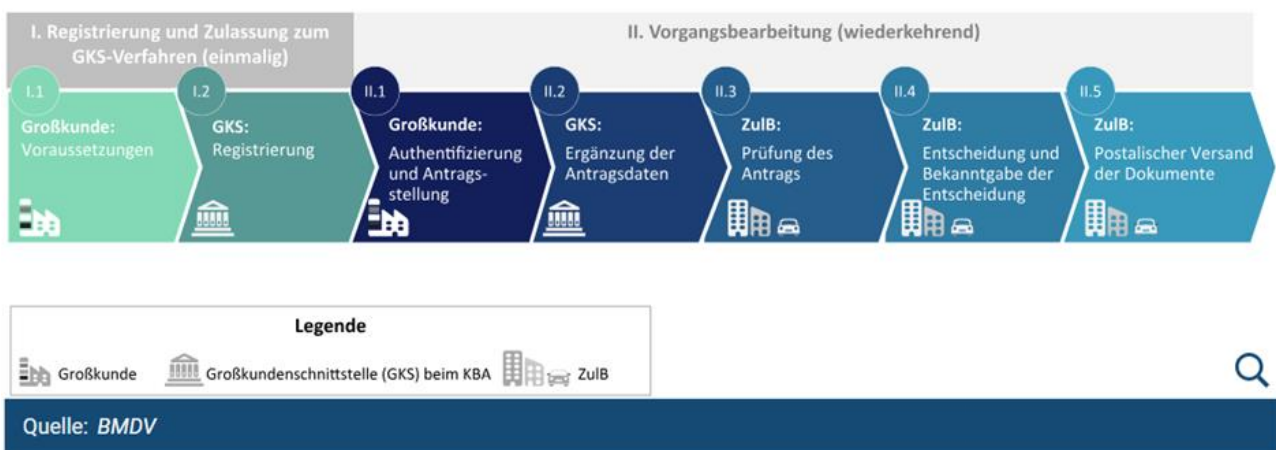 I. Registrierung und Zulassung zum
GKS-Verfahren (einmalig)
II. Vorgangsbearbeitung (wiederkehrend)
I.1
Großkunde:
Voraussetzungen
I.2
GKS:
Registrierung
II.1
Großkunde:
Authentifizierung
und Antrags-
stellung
II.2
GKS:
Ergänzung der
Antragsdaten
II.3
ZulB:
Prüfung des
Antrags
II.4
ZulB:
Entscheidung und
Bekanntgabe der
Entscheidung
II.5
ZulB:
Postalischer Versand
der Dokumente
Legende
Großkunde
Großkundenschnittstelle (GKS) beim KBA
ZulB
Quelle: BMDV